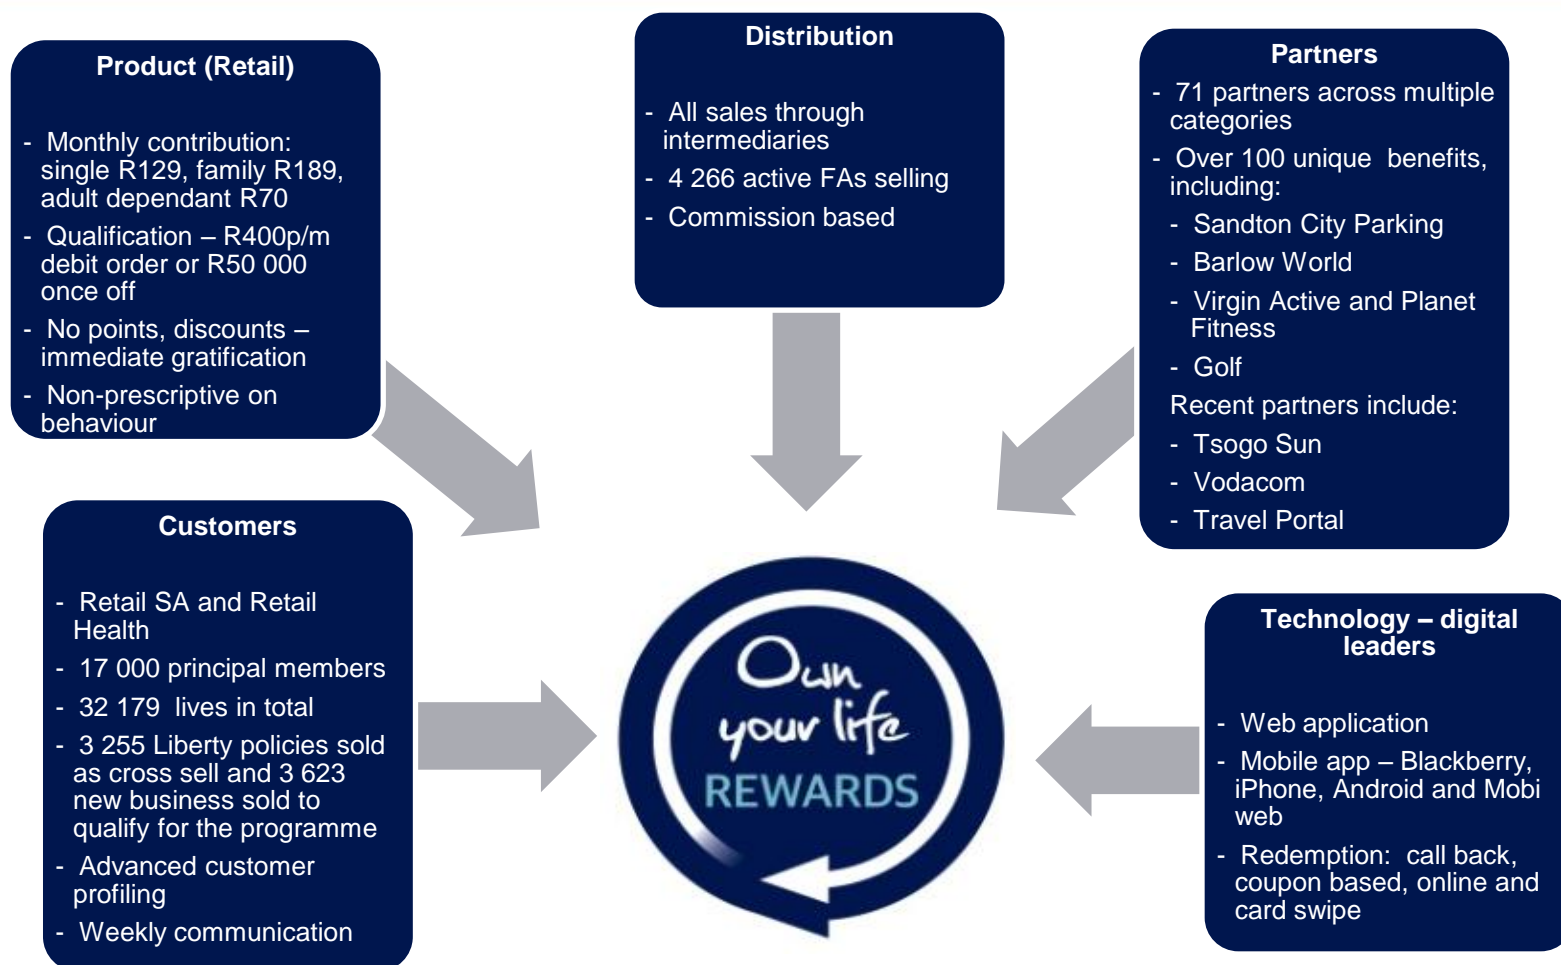 Product (Retail)
- Monthly contribution:
single R129, family R189,
adult dependant R70
- Qualification – R400p/m
debit order or R50 000
once off
- No points, discounts –
immediate gratification
- Non-prescriptive on
behaviour
Distribution
- All sales through
intermediaries
- 4 266 active FAs selling
- Commission based
Partners
- 71 partners across multiple
categories
- Over 100 unique benefits,
including:
- Sandton City Parking
- Barlow World
- Virgin Active and Planet
Fitness
- Golf
Recent partners include:
- Tsogo Sun
- Vodacom
- Travel Portal
Customers
- Retail SA and Retail
Health
- 17 000 principal members
- 32 179 lives in total
- 3 255 Liberty policies sold
as cross sell and 3 623
new business sold to
qualify for the programme
- Advanced customer
profiling
- Weekly communication
Own
your life
REWARDS
Technology – digital
leaders
- Web application
- Mobile app – Blackberry,
iPhone, Android and Mobi
web
- Redemption: call back,
coupon based, online and
card swipe